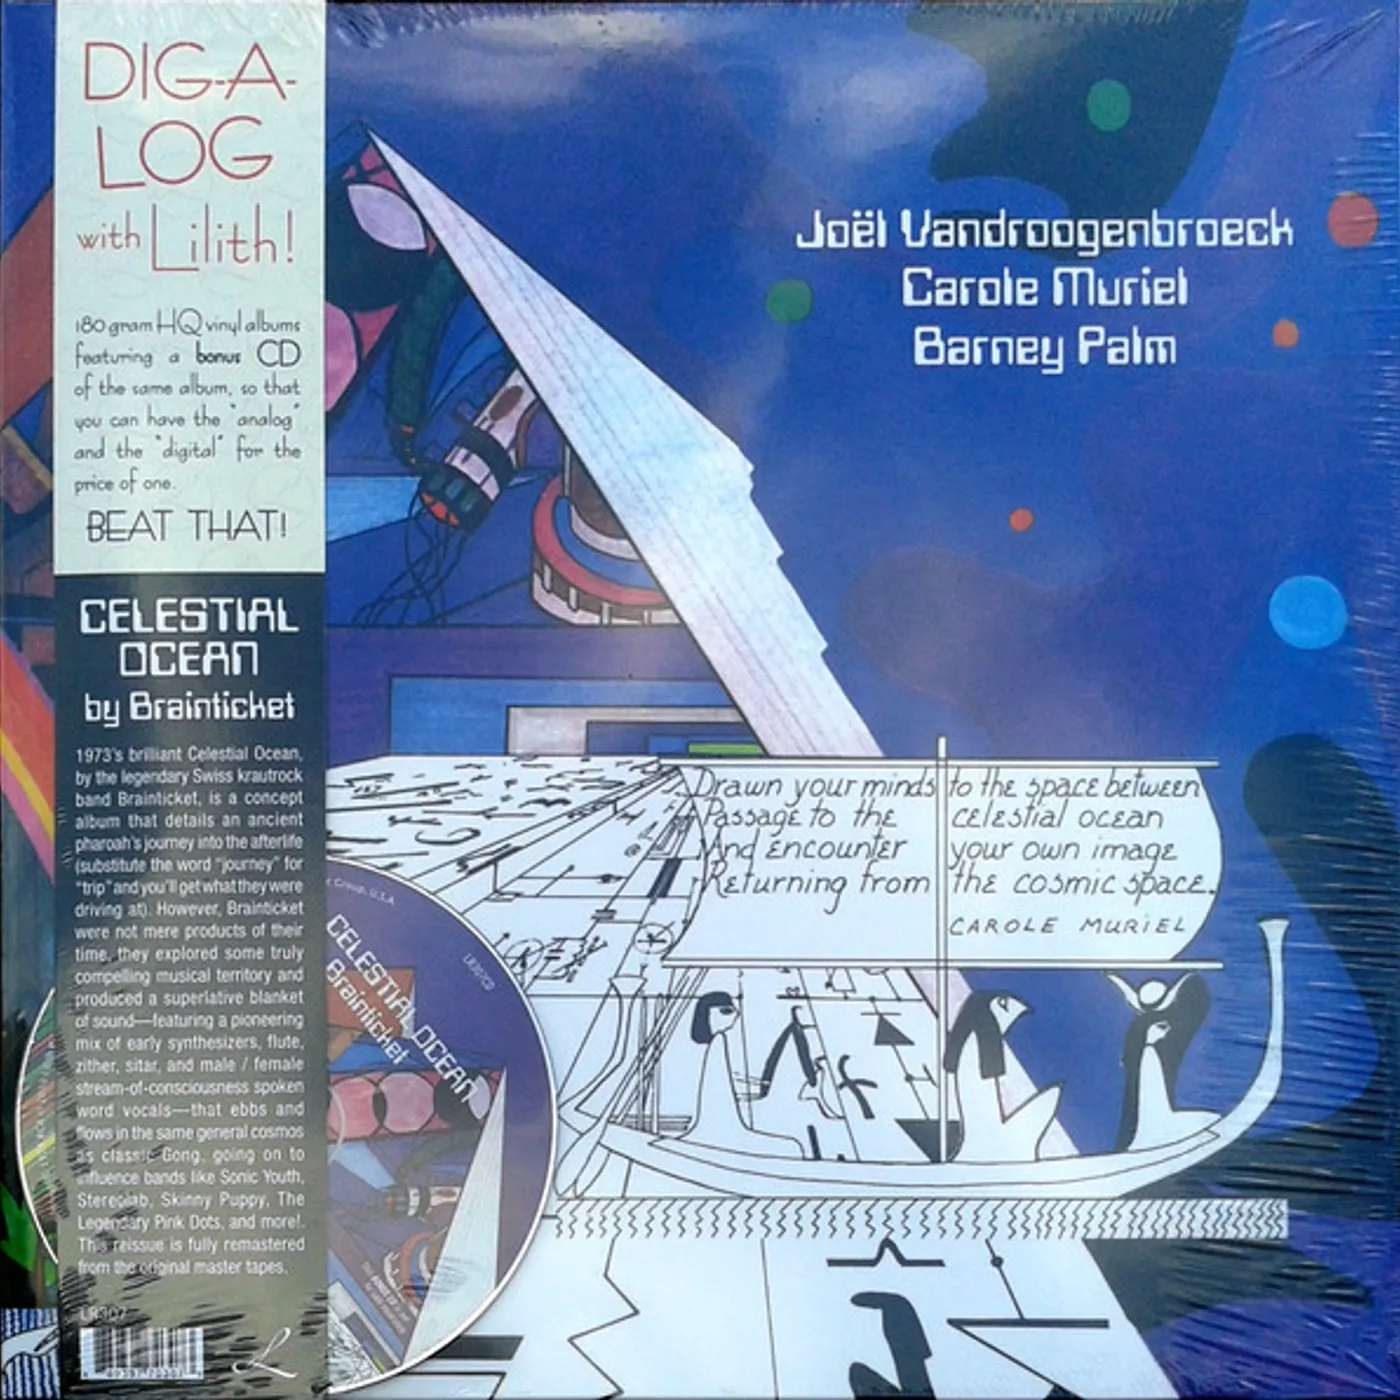 DIG-A-
LOG
with Lilith!
180 gram HQ vinyl albums
featuring a bonus CD
of the same album, so that
you can have the "analog"
and the "digital" for the
price of one.
BEAT THAT!
CELESTIAL
OCEAN
by Brainticket
1973's brilliant Celestial Ocean,
by the legendary Swiss krautrock
band Brainticket, is a concept
album that details an ancient
pharoah's journey into the afterlife
(substitute the word "journey" for
"trip" and you'll get what they were
driving at). However, Brainticket
were not mere products of their
time, they explored some truly
compelling musical territory and
produced a superlative blanket
of sound—featuring a pioneering
mix of early synthesizers, flute,
zither, sitar, and male / female
stream-of-consciousness spoken
word vocals—that ebbs and
flows in the same general cosmos
as classic Gong, going on to
influence bands like Sonic Youth,
Stereolab, Skinny Puppy, The
Legendary Pink Dots, and more!.
This reissue is fully remastered
from the original master tapes.
LR307
L
Joël Vandroogenbroeck
Carole Muriel
Barney Palm
Drawn your minds to the space between
Passage to the celestial ocean
And encounter your own image
Returning from the cosmic space.
CAROLE MURIEL
Group, U.S.A.
LR307CD
CELESTIAL OCEAN
Brainticket